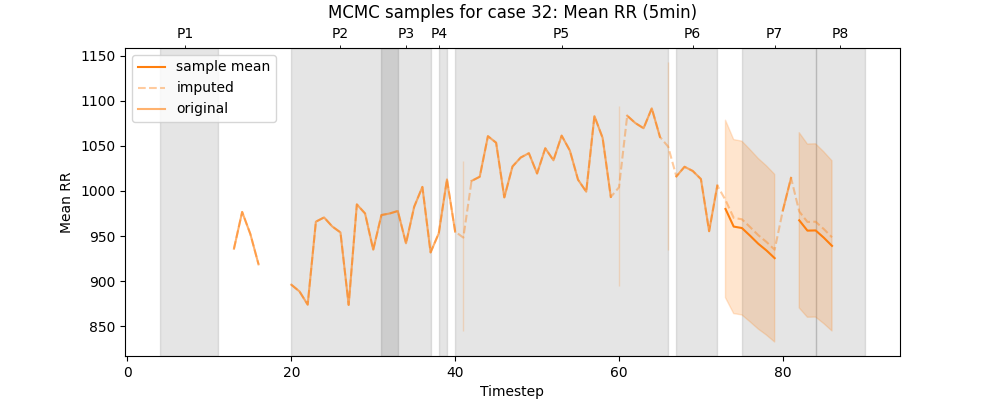 MCMC samples for case 32: Mean RR (5min)
P1 P2 P3 P4 P5 P6 P7 P8
sample mean
imputed
original
1150
1100
1050
1000
950
900
850
Mean RR
0 20 40 60 80
Timestep